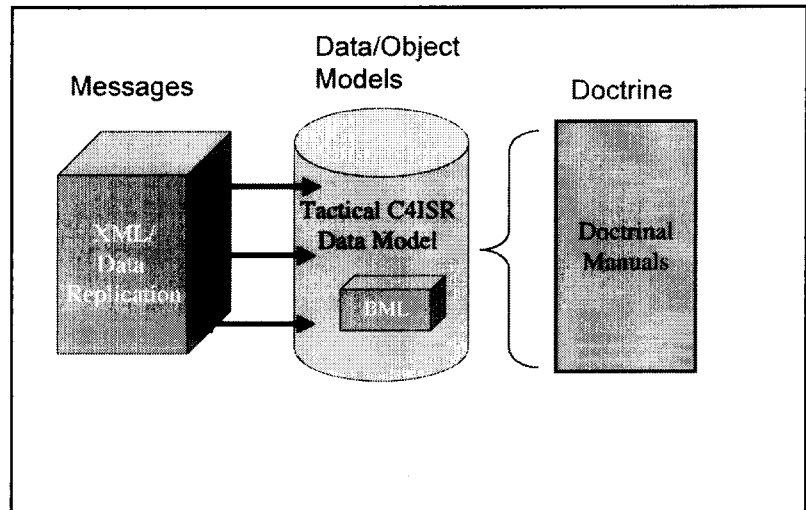 Messages
Data/Object
Models
Doctrine
XML/
Data
Replication
Tactical C4ISR
Data Model
BML
Doctrinal
Manuals